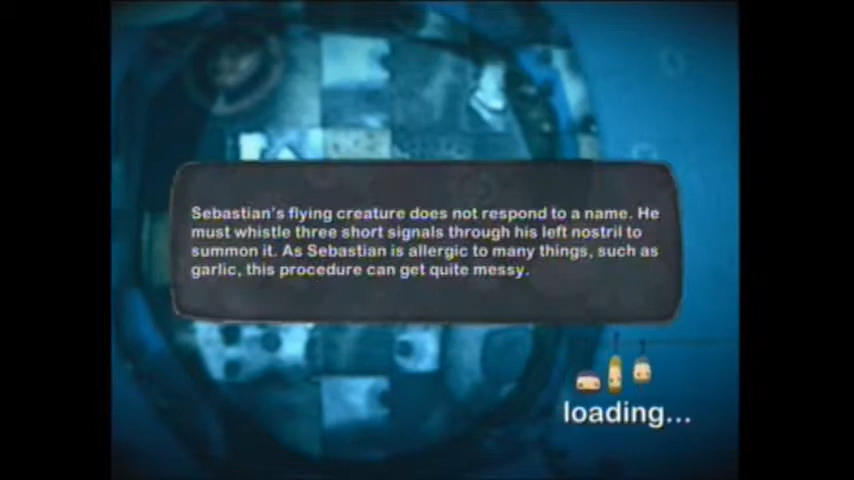 Sebastian's flying creature does not respond to a name. He
must whistle three short signals through his left nostril to
summon it. As Sebastian is allergic to many things, such as
garlic, this procedure can get quite messy.
loading...